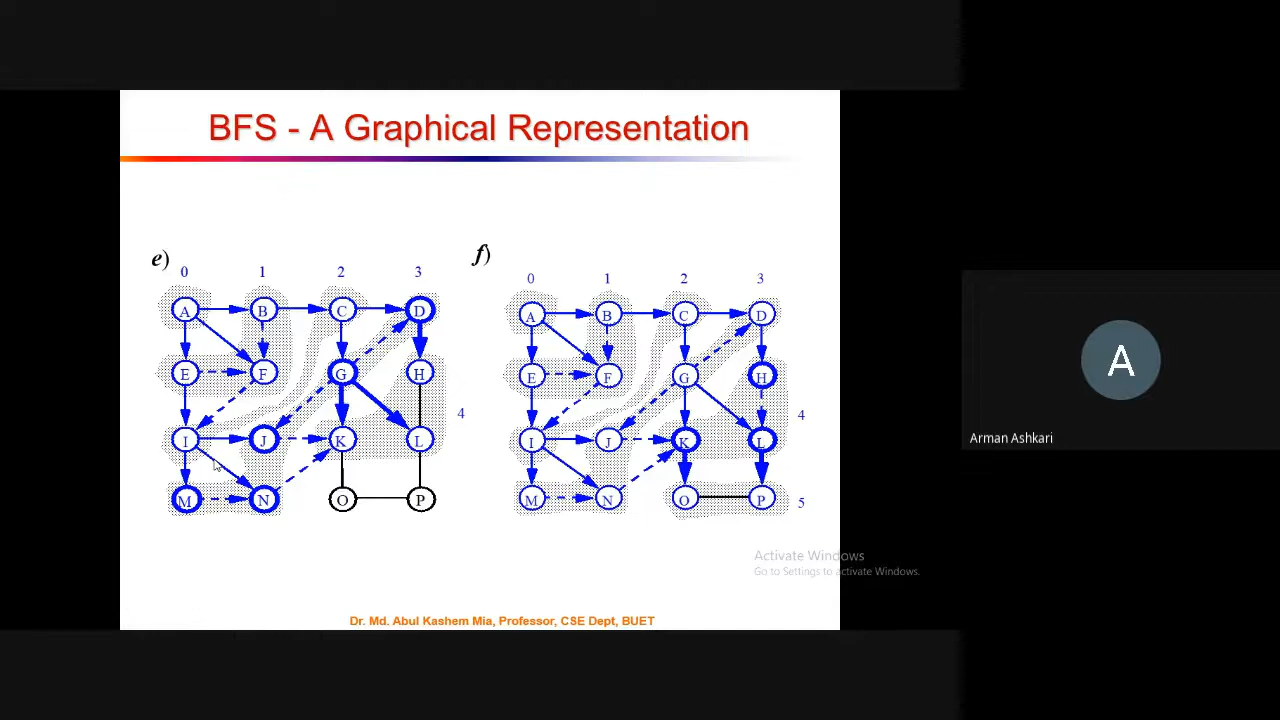 BFS - A Graphical Representation
e)
0 1 2 3
A B C D
E F G H
4
I J K L
M N O P
f)
0 1 2 3
A B C D
E F G H
4
I J K L
M N O P
5
A
Arman Ashkari
Activate Windows
Go to Settings to activate Windows.
Dr. Md. Abul Kashem Mia, Professor, CSE Dept, BUET